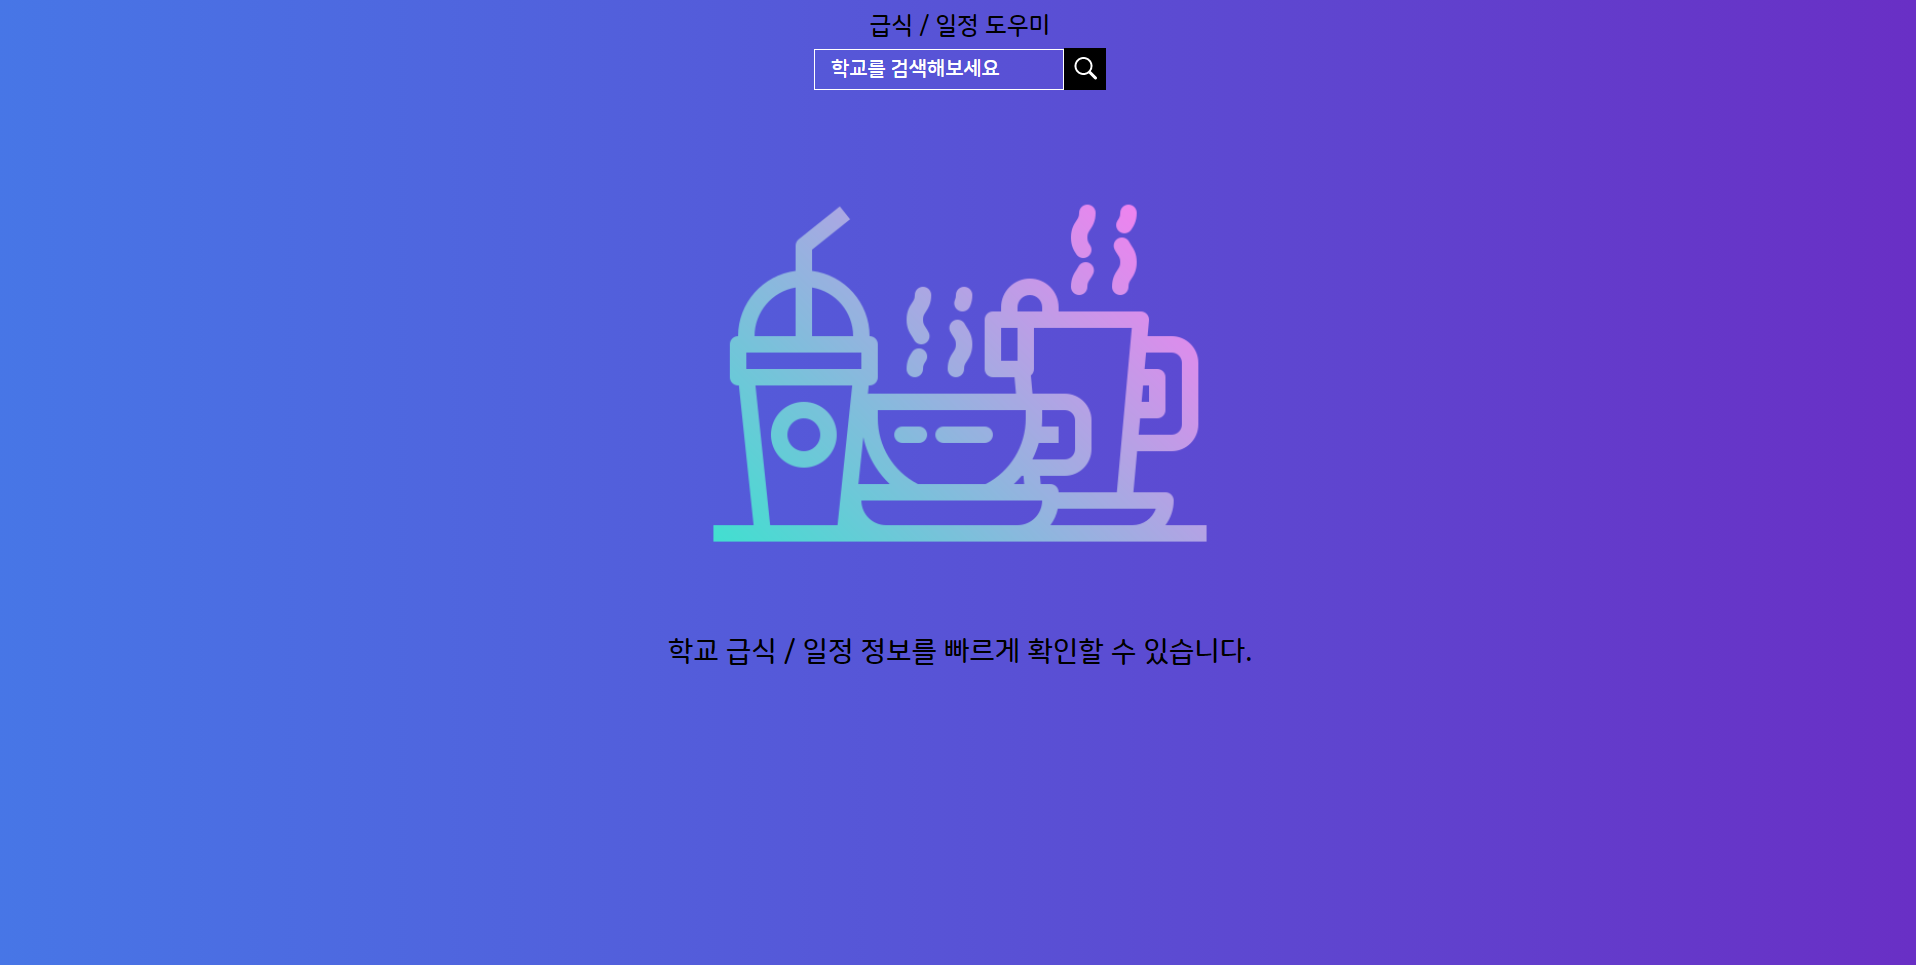 급식 / 일정 도우미
학교를 검색해보세요
학교 급식 / 일정 정보를 빠르게 확인할 수 있습니다.